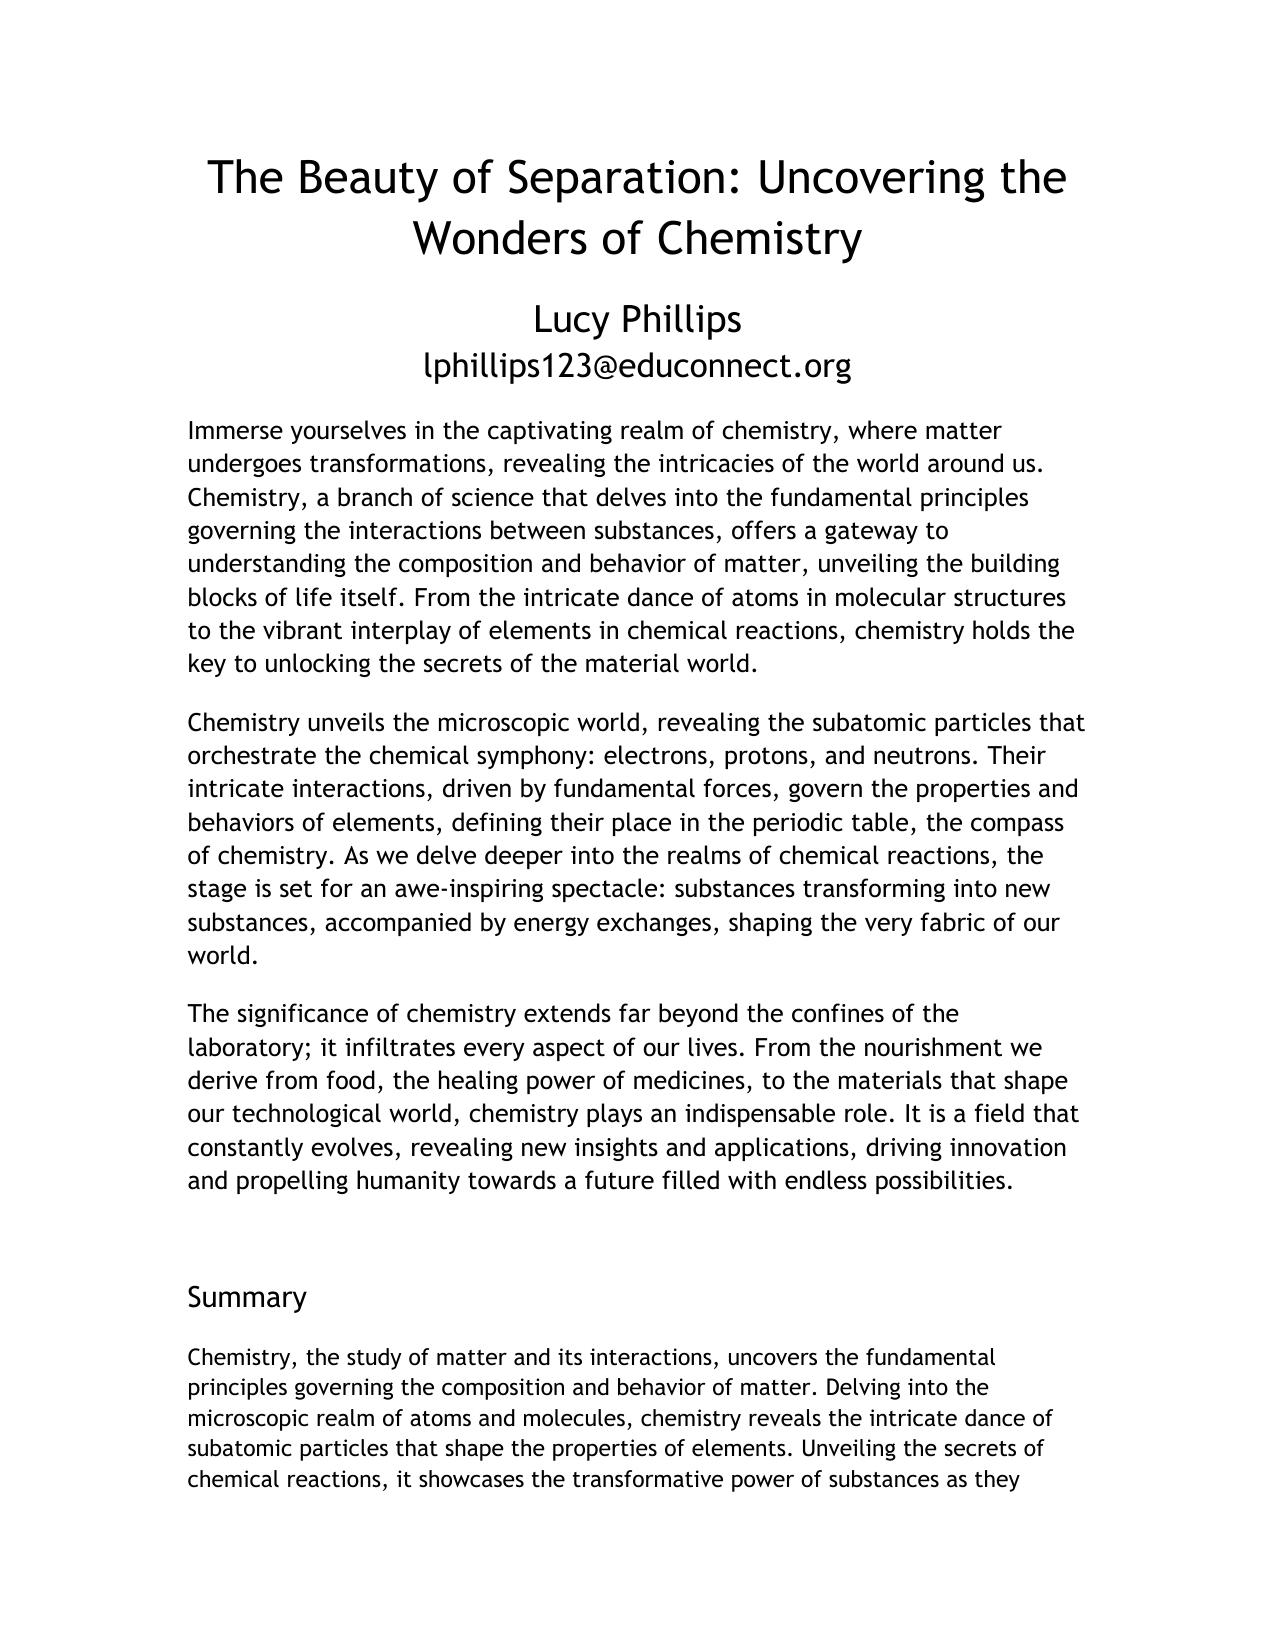 The Beauty of Separation: Uncovering the
Wonders of Chemistry
Lucy Phillips
lphillips123@educonnect.org
Immerse yourselves in the captivating realm of chemistry, where matter
undergoes transformations, revealing the intricacies of the world around us.
Chemistry, a branch of science that delves into the fundamental principles
governing the interactions between substances, offers a gateway to
understanding the composition and behavior of matter, unveiling the building
blocks of life itself. From the intricate dance of atoms in molecular structures
to the vibrant interplay of elements in chemical reactions, chemistry holds the
key to unlocking the secrets of the material world.
Chemistry unveils the microscopic world, revealing the subatomic particles that
orchestrate the chemical symphony: electrons, protons, and neutrons. Their
intricate interactions, driven by fundamental forces, govern the properties and
behaviors of elements, defining their place in the periodic table, the compass
of chemistry. As we delve deeper into the realms of chemical reactions, the
stage is set for an awe-inspiring spectacle: substances transforming into new
substances, accompanied by energy exchanges, shaping the very fabric of our
world.
The significance of chemistry extends far beyond the confines of the
laboratory; it infiltrates every aspect of our lives. From the nourishment we
derive from food, the healing power of medicines, to the materials that shape
our technological world, chemistry plays an indispensable role. It is a field that
constantly evolves, revealing new insights and applications, driving innovation
and propelling humanity towards a future filled with endless possibilities.
Summary
Chemistry, the study of matter and its interactions, uncovers the fundamental
principles governing the composition and behavior of matter. Delving into the
microscopic realm of atoms and molecules, chemistry reveals the intricate dance of
subatomic particles that shape the properties of elements. Unveiling the secrets of
chemical reactions, it showcases the transformative power of substances as they